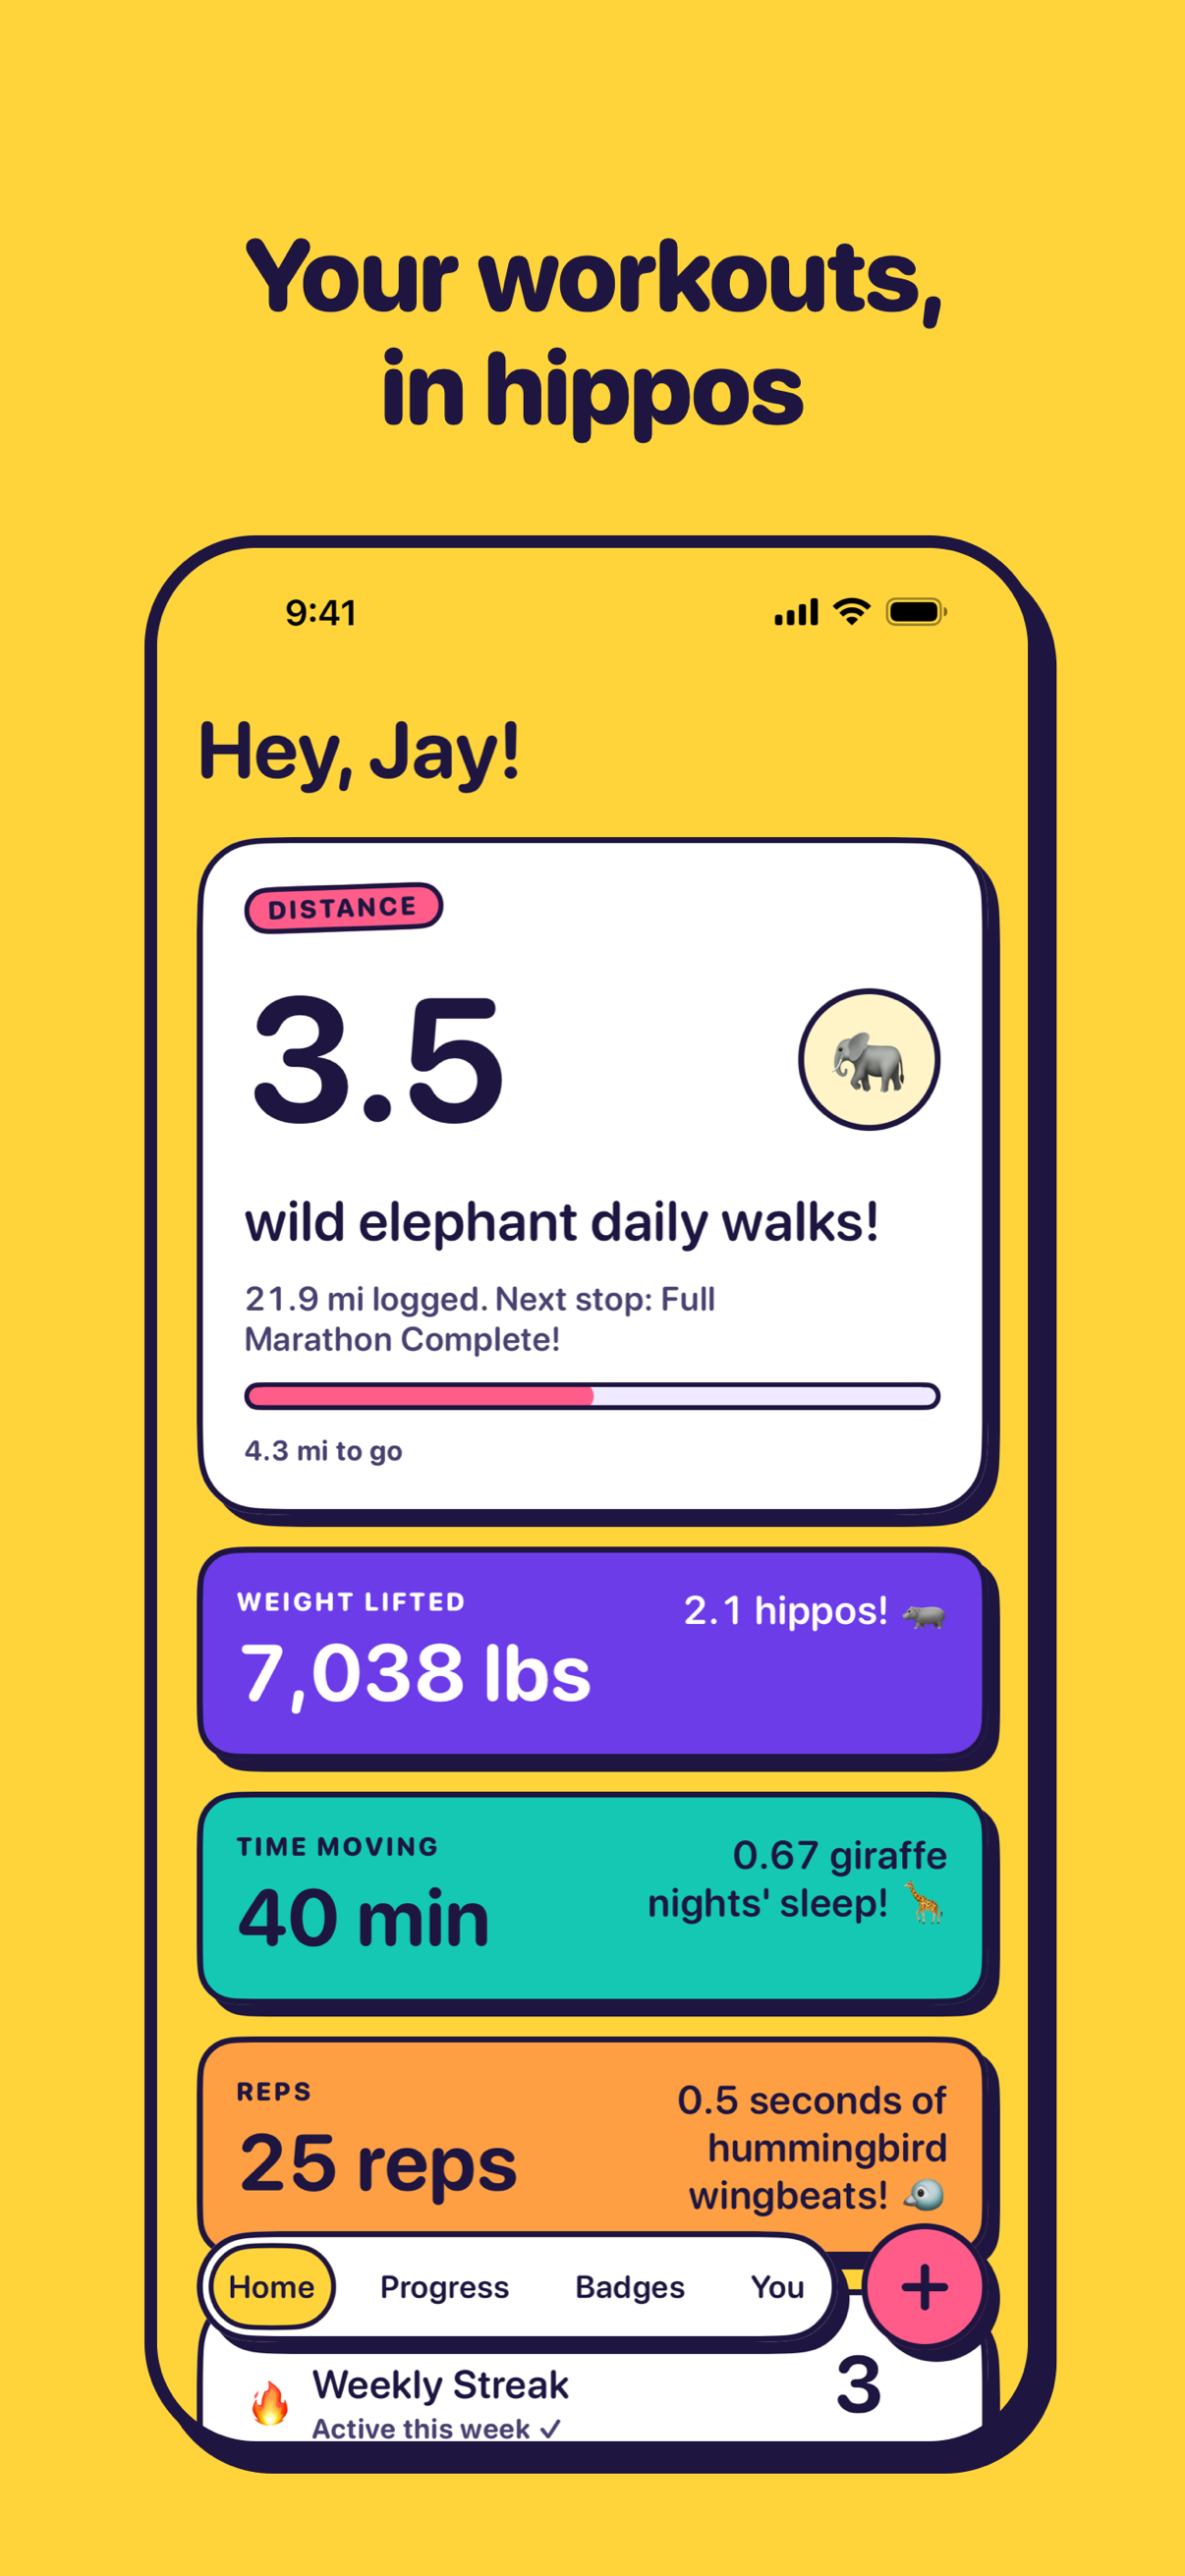 Your workouts,
in hippos
9:41
Hey, Jay!
DISTANCE
3.5
wild elephant daily walks!
21.9 mi logged. Next stop: Full
Marathon Complete!
4.3 mi to go
WEIGHT LIFTED
2.1 hippos! 🦛
7,038 lbs
TIME MOVING
40 min
0.67 giraffe
nights' sleep! 🦒
REPS
25 reps
0.5 seconds of
hummingbird
wingbeats! 🐦
Home Progress Badges You +
🔥 Weekly Streak 3
Active this week ✓